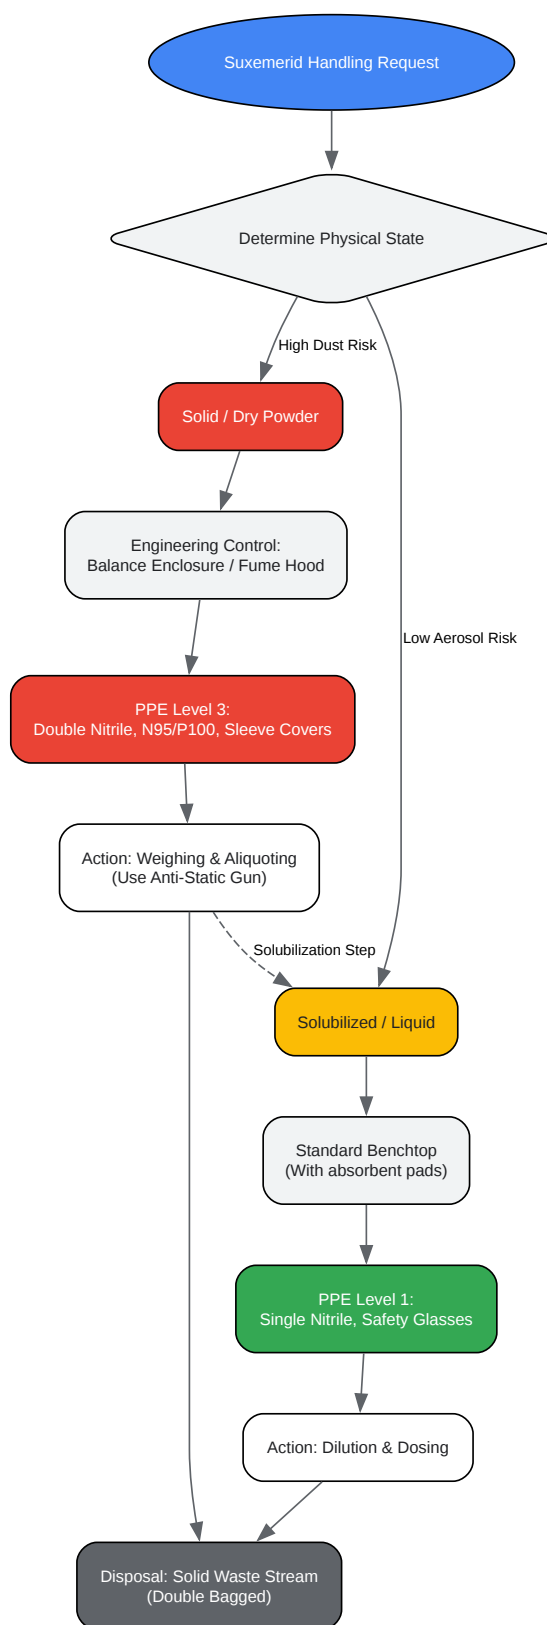 Suxemerid Handling Request
Determine Physical State
High Dust Risk
Solid / Dry Powder
Engineering Control:
Balance Enclosure / Fume Hood
Low Aerosol Risk
PPE Level 3:
Double Nitrile, N95/P100, Sleeve Covers
Action: Weighing & Aliquoting
(Use Anti-Static Gun)
Solubilization Step
Solubilized / Liquid
Standard Benchtop
(With absorbent pads)
PPE Level 1:
Single Nitrile, Safety Glasses
Action: Dilution & Dosing
Disposal: Solid Waste Stream
(Double Bagged)